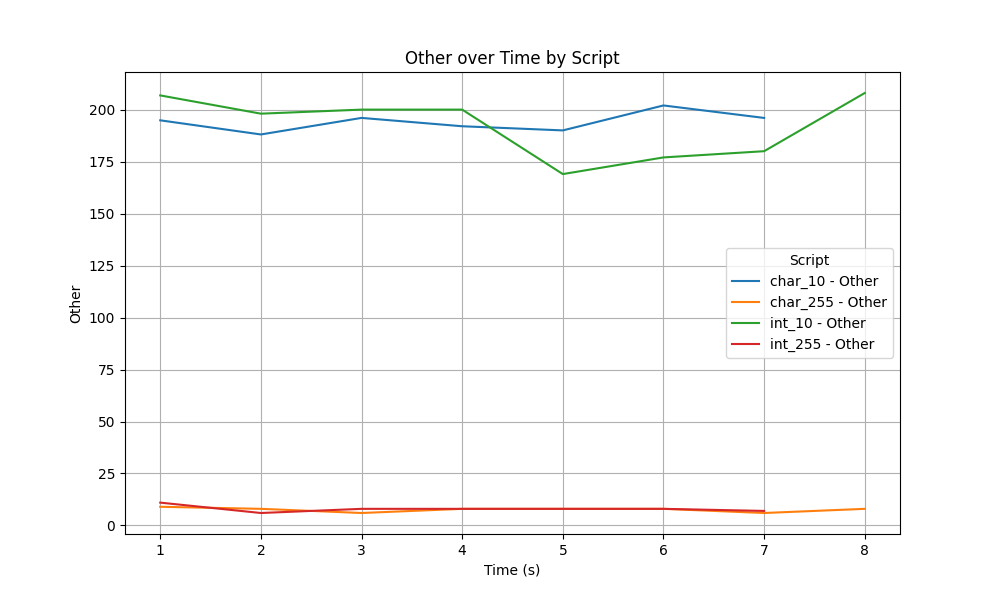 Other over Time by Script
Other
200
175
150
125
100
75
50
25
0
Script
char_10 - Other
char_255 - Other
int_10 - Other
int_255 - Other
1 2 3 4 5 6 7 8
Time (s)